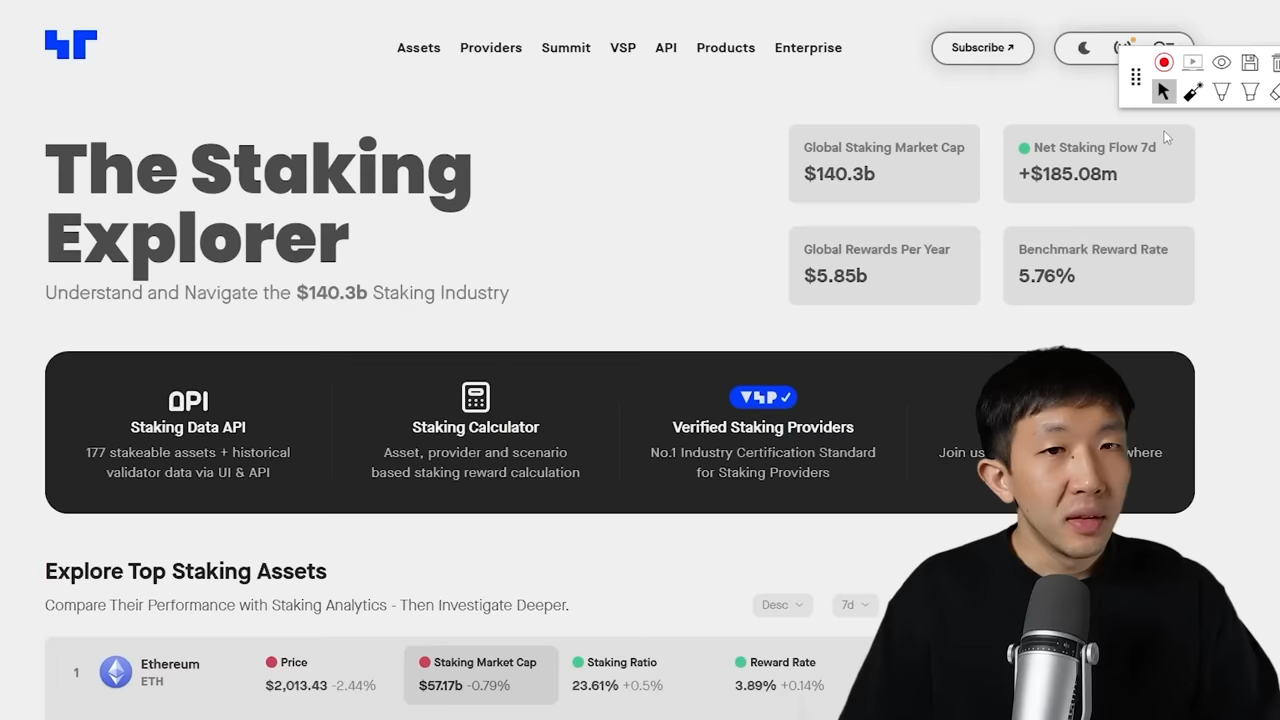 Assets Providers Summit VSP API Products Enterprise
Subscribe ↗
The Staking
Explorer
Understand and Navigate the $140.3b Staking Industry
Global Staking Market Cap
$140.3b
Net Staking Flow 7d
+$185.08m
Global Rewards Per Year
$5.85b
Benchmark Reward Rate
5.76%
API
Staking Data API
177 stakeable assets + historical
validator data via UI & API
Staking Calculator
Asset, provider and scenario
based staking reward calculation
VSP ✓
Verified Staking Providers
No.1 Industry Certification Standard
for Staking Providers
Join us
Explore Top Staking Assets
Compare Their Performance with Staking Analytics - Then Investigate Deeper.
Desc
7d
1
Ethereum
ETH
Price
$2,013.43 -2.44%
Staking Market Cap
$57.17b -0.79%
Staking Ratio
23.61% +0.5%
Reward Rate
3.89% +0.14%